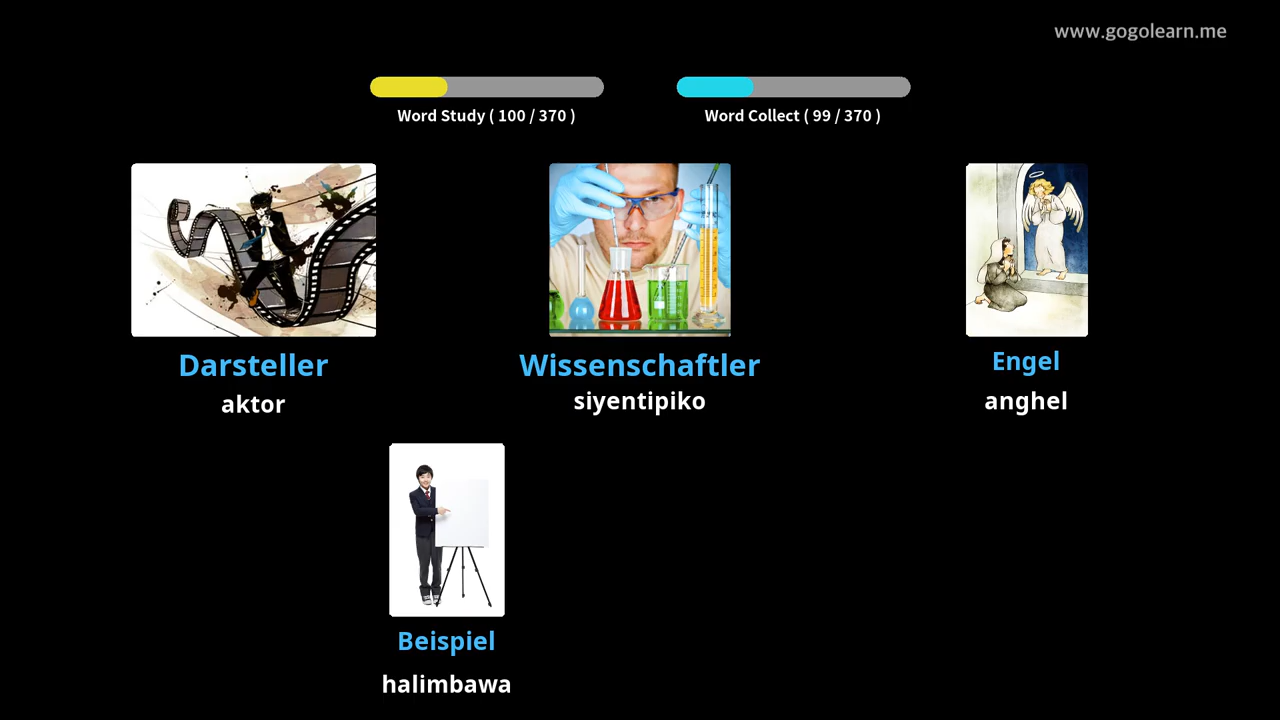 www.gogolearn.me
Word Study ( 100 / 370 )
Word Collect ( 99 / 370 )
Darsteller
aktor
Wissenschaftler
siyentipiko
Engel
anghel
Beispiel
halimbawa